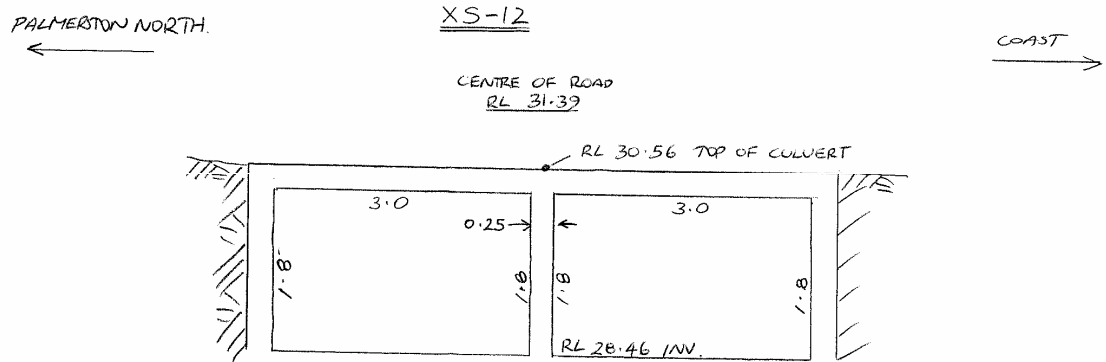 PALMERSTON NORTH.
XS-12
COAST
CENTRE OF ROAD
RL 31.39
RL 30.56 TOP OF CULVERT
3.0
3.0
0.25
1.8
1.8
1.8
1.8
RL 28.46 INV.